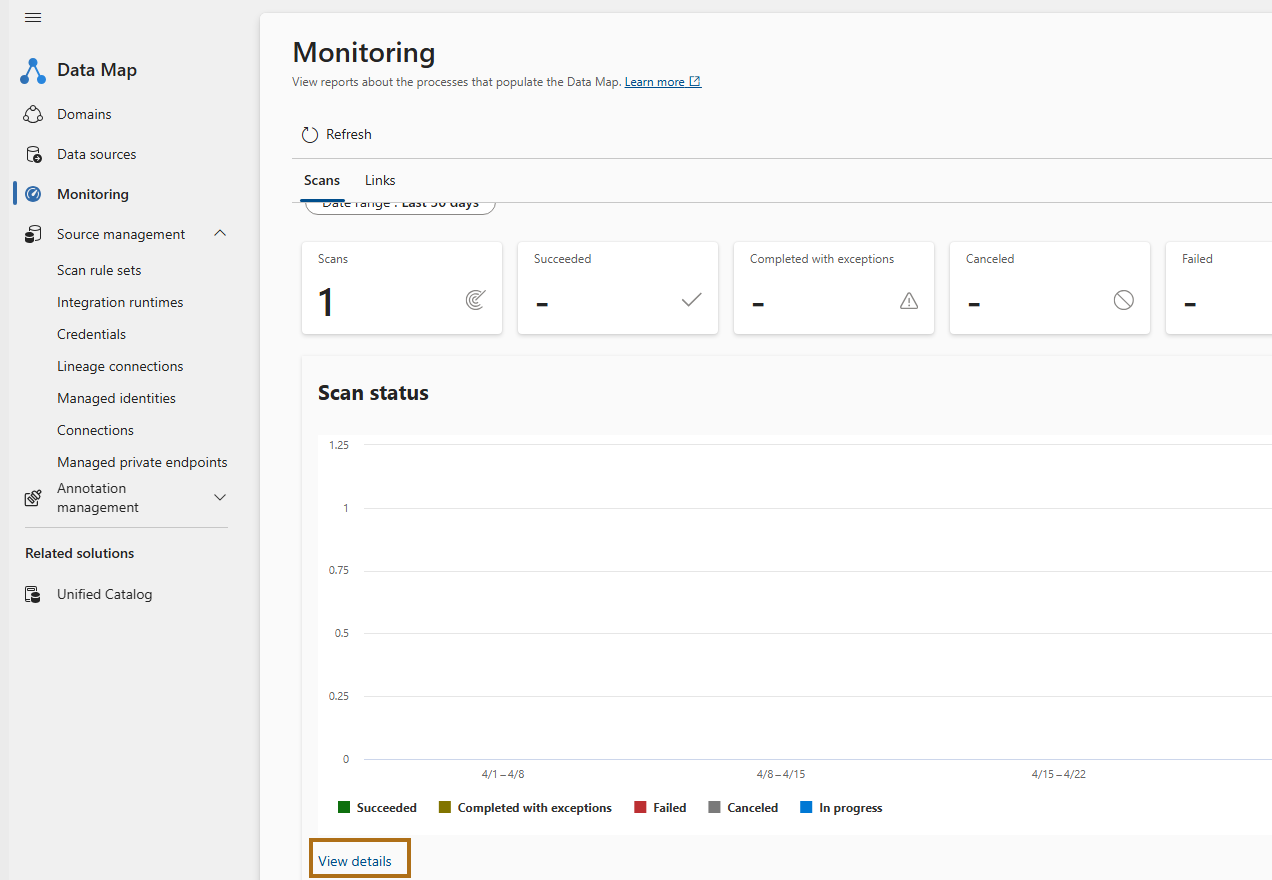 Data Map
Domains
Data sources
Monitoring
Source management
Scan rule sets
Integration runtimes
Credentials
Lineage connections
Managed identities
Connections
Managed private endpoints
Annotation
management
Related solutions
Unified Catalog
Monitoring
View reports about the processes that populate the Data Map. Learn more
Refresh
Scans Links
Date range : Last 30 days
Scans Succeeded Completed with exceptions Canceled Failed
1 - - - -
Scan status
1.25
1
0.75
0.5
0.25
0
4/1 – 4/8 4/8 – 4/15 4/15 – 4/22
Succeeded Completed with exceptions Failed Canceled In progress
View details